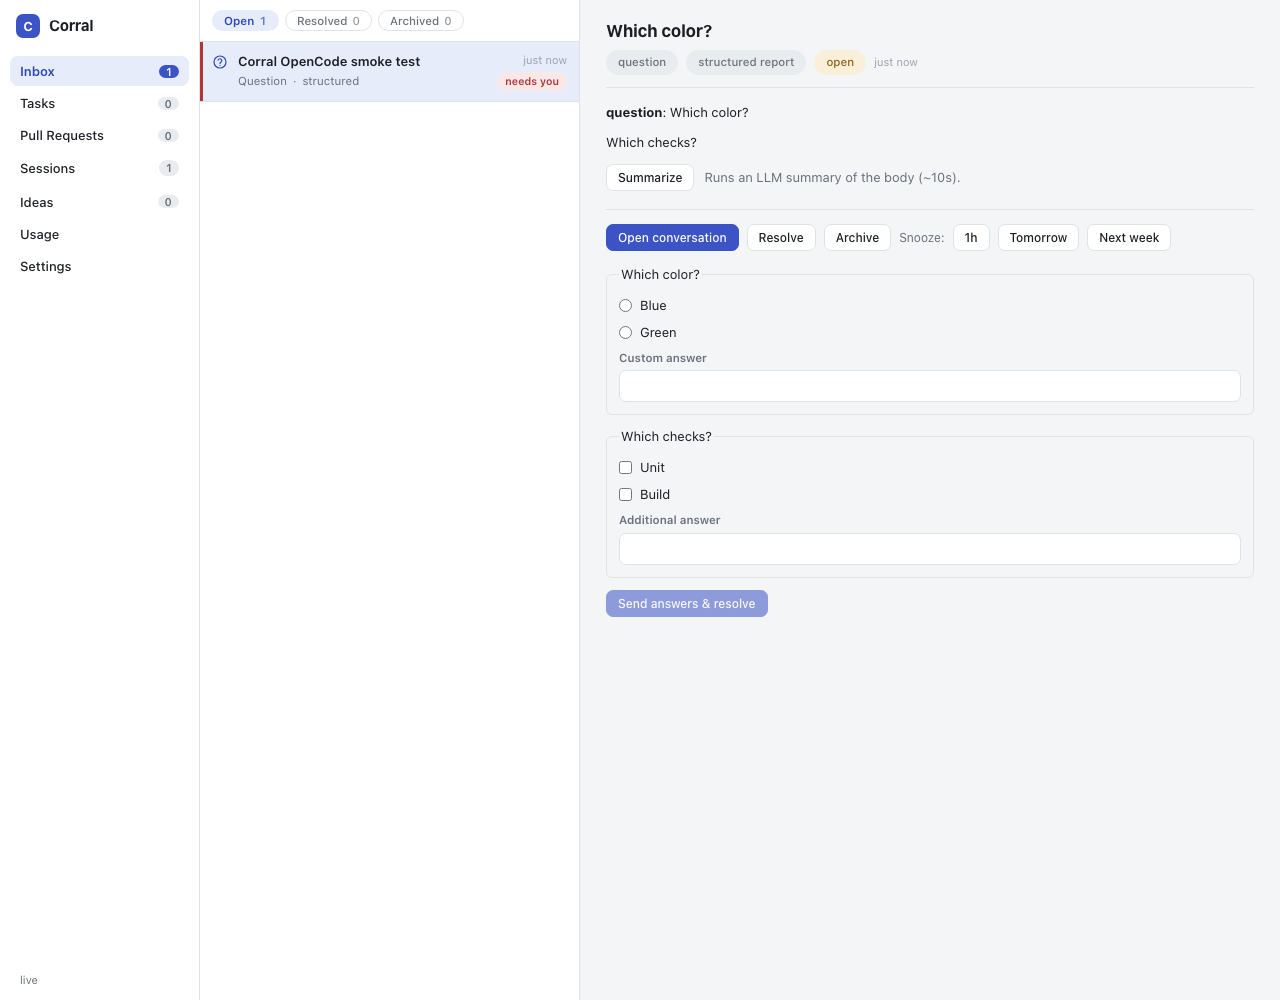 C Corral
Inbox 1
Tasks 0
Pull Requests 0
Sessions 1
Ideas 0
Usage
Settings
live
Open 1 Resolved 0 Archived 0
Corral OpenCode smoke test just now
Question · structured needs you
Which color?
question structured report open just now
question: Which color?
Which checks?
Summarize Runs an LLM summary of the body (~10s).
Open conversation Resolve Archive Snooze: 1h Tomorrow Next week
Which color?
Blue
Green
Custom answer
Which checks?
Unit
Build
Additional answer
Send answers & resolve